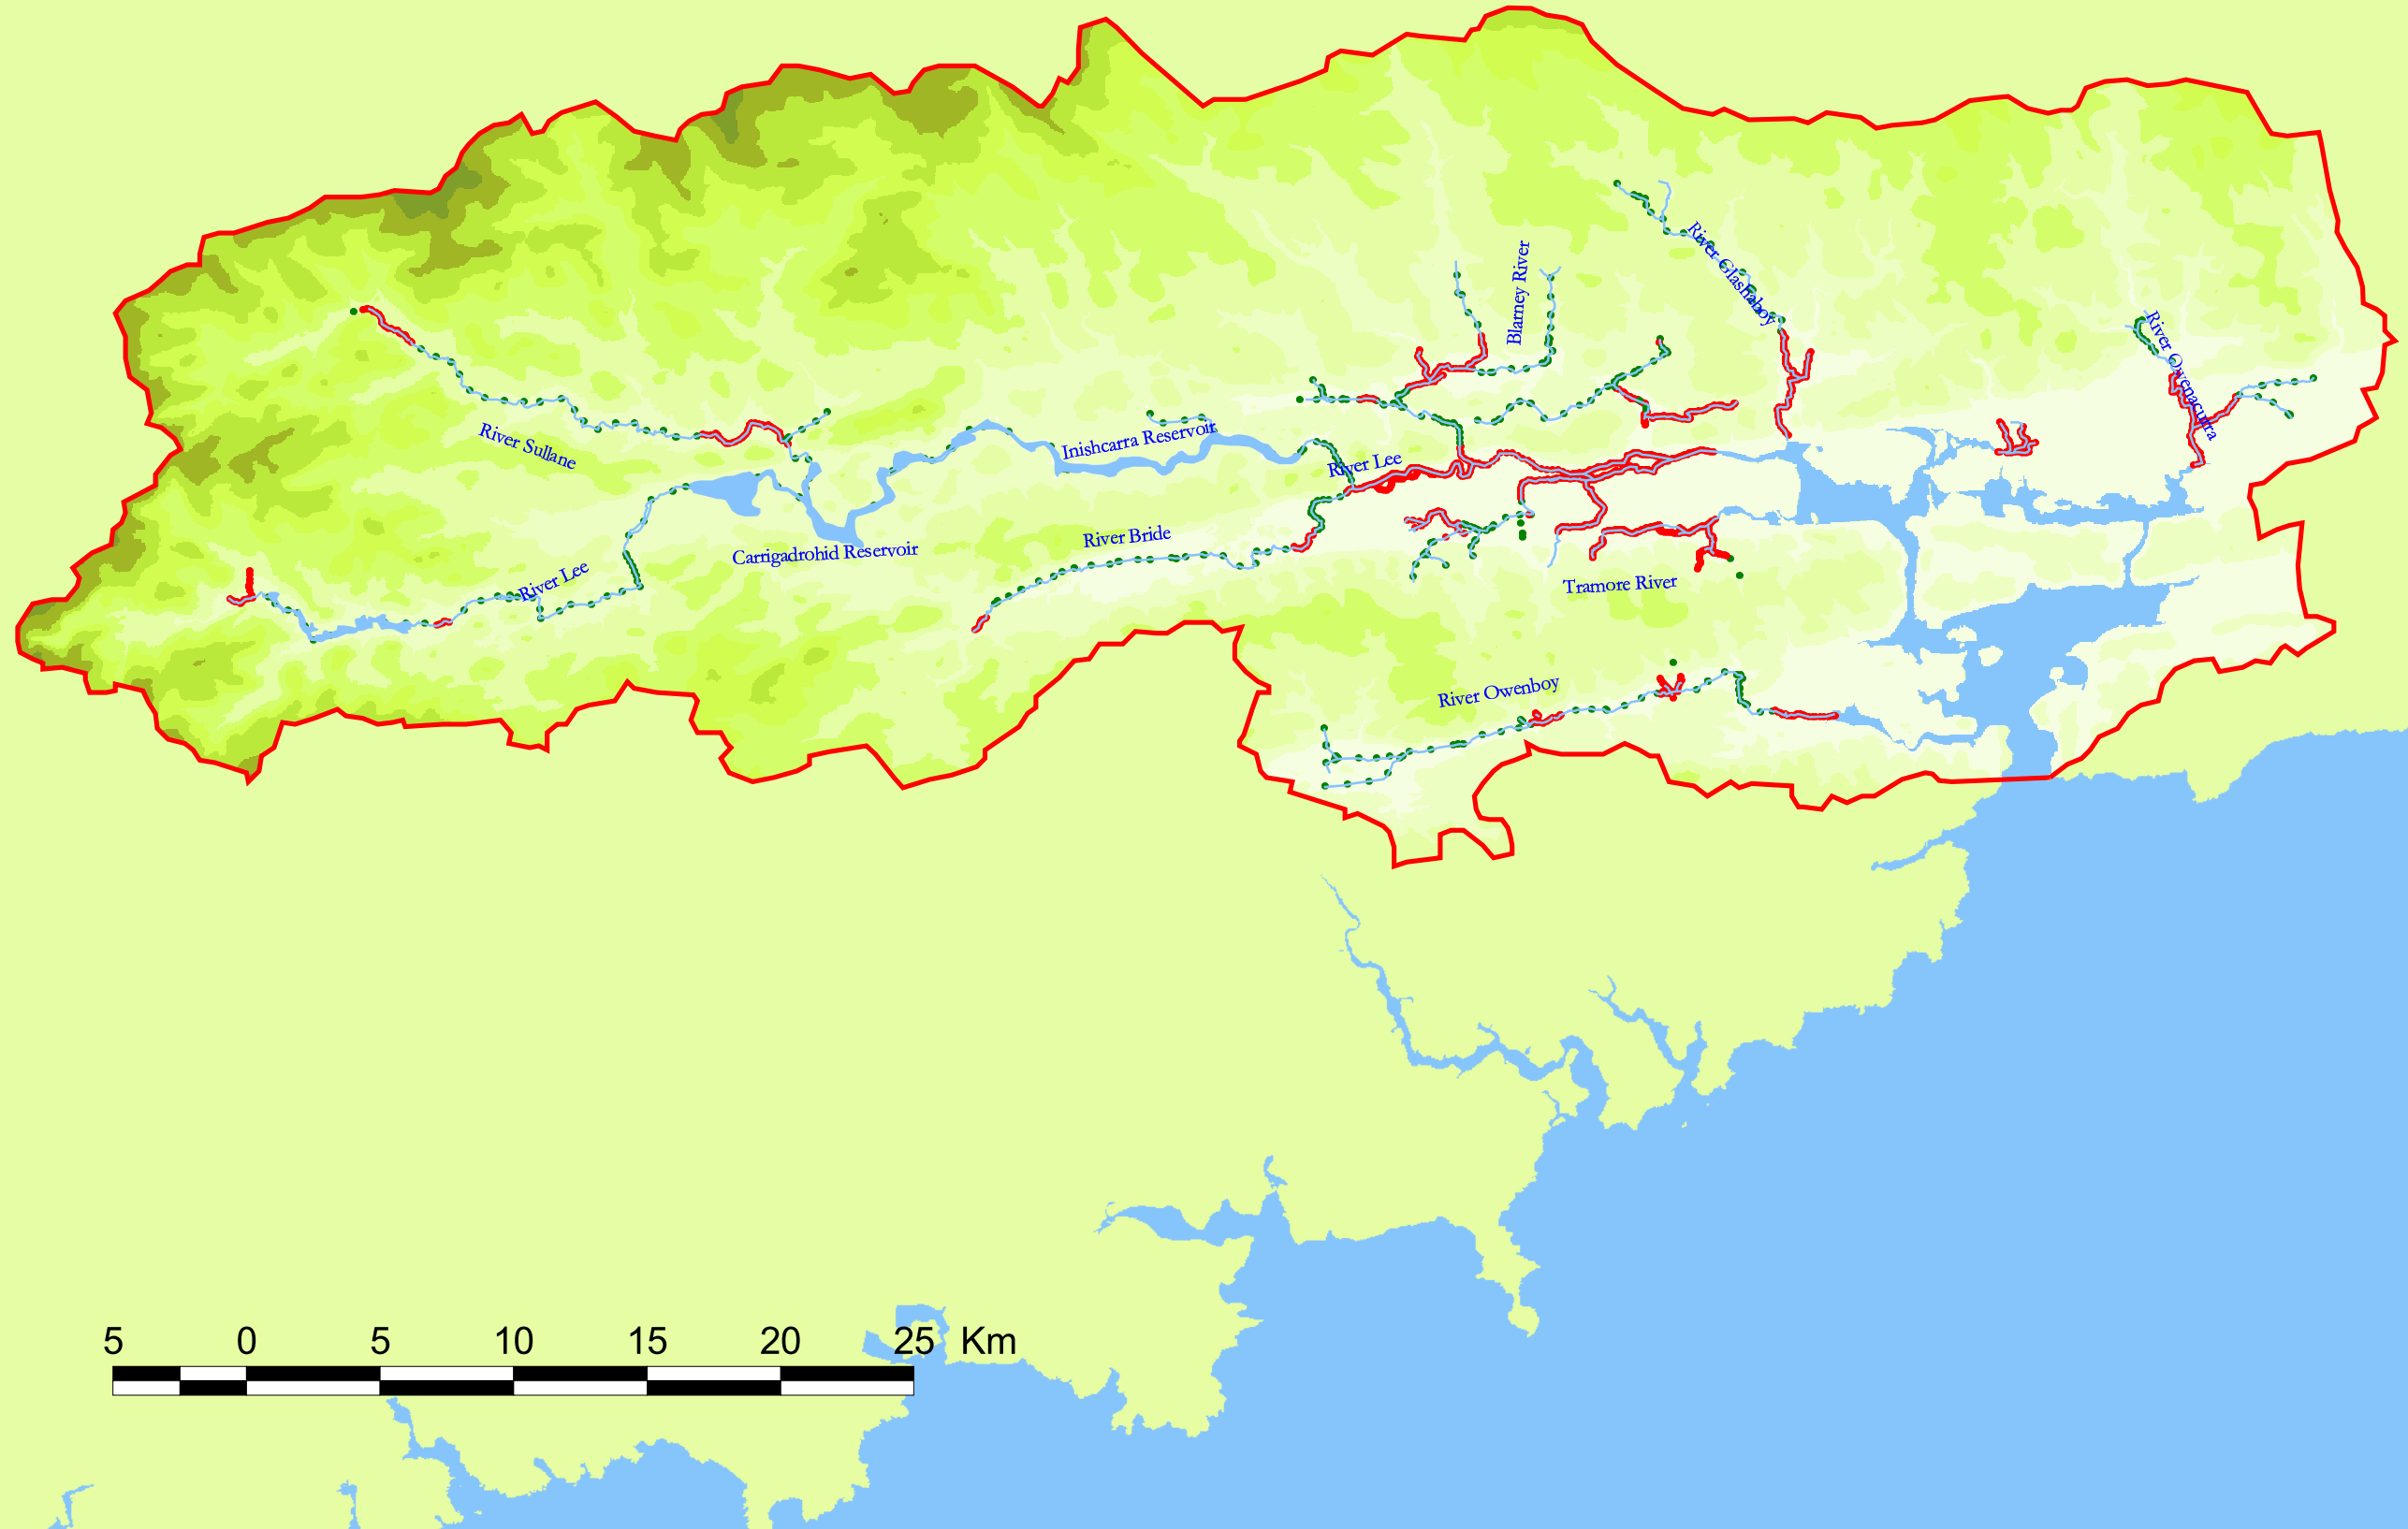 River Glashaboy
Blarney River
River Owenacurra
River Sullane
Inishcarra Reservoir
River Lee
River Bride
Carrigadrohid Reservoir
River Lee
Tramore River
River Owenboy
5 0 5 10 15 20 25 Km